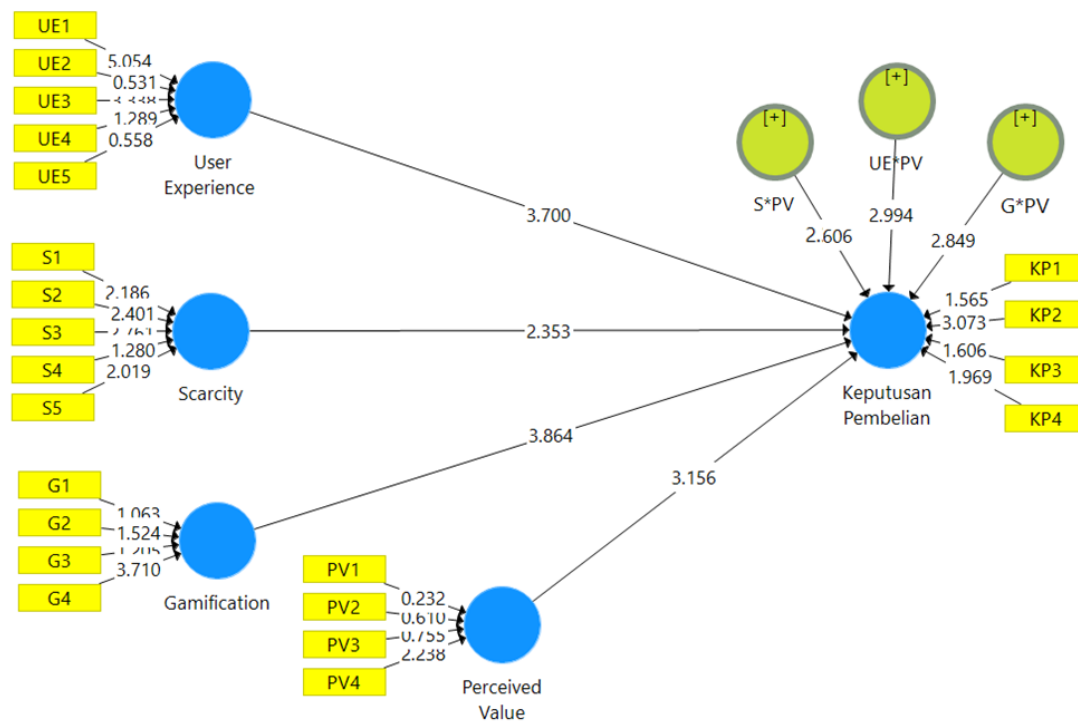 UE1
UE2
UE3
UE4
UE5
5.054
0.531
1.289
0.558
User
Experience
[+]
[+]
[+]
S*PV
UE*PV
G*PV
2.606
2.994
2.849
3.700
S1
S2
S3
S4
S5
2.186
2.401
2.761
1.280
2.019
Scarcity
2.353
KP1
KP2
KP3
KP4
1.565
3.073
1.606
1.969
Keputusan
Pembelian
G1
G2
G3
G4
1.063
1.524
1.205
3.710
Gamification
3.864
3.156
PV1
PV2
PV3
PV4
0.232
0.610
0.755
2.238
Perceived
Value